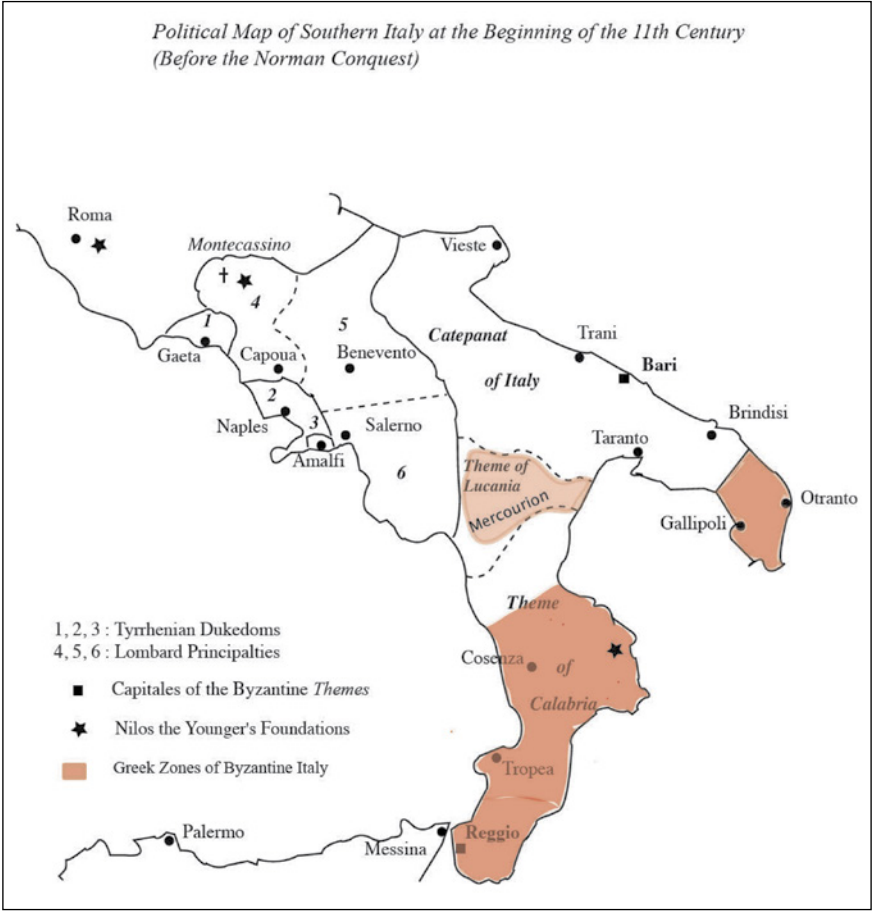 Political Map of Southern Italy at the Beginning of the 11th Century
(Before the Norman Conquest)
Roma
Montecassino
Vieste
4
1
5
Catepanat
Trani
Gaeta
Capoua
Benevento
Bari
of Italy
2
Brindisi
Naples
3
Salerno
Taranto
Amalfi
6
Theme of
Lucania
Mercourion
Otranto
Gallipoli
Theme
1, 2, 3 : Tyrrhenian Dukedoms
4, 5, 6 : Lombard Principalties
Cosenza
of
Capitales of the Byzantine Themes
Calabria
Nilos the Younger's Foundations
Greek Zones of Byzantine Italy
Tropea
Palermo
Messina
Reggio